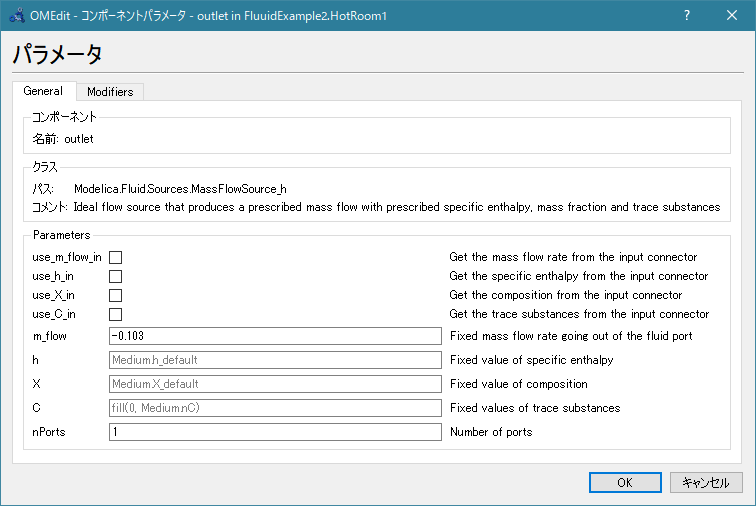 OMEdit - コンポーネントパラメータ - outlet in FluuidExample2.HotRoom1
パラメータ
General Modifiers
コンポーネント
名前: outlet
クラス
パス: Modelica.Fluid.Sources.MassFlowSource_h
コメント: Ideal flow source that produces a prescribed mass flow with prescribed specific enthalpy, mass fraction and trace substances
Parameters
use_m_flow_in Get the mass flow rate from the input connector
use_h_in Get the specific enthalpy from the input connector
use_X_in Get the composition from the input connector
use_C_in Get the trace substances from the input connector
m_flow -0.103 Fixed mass flow rate going out of the fluid port
h Medium.h_default Fixed value of specific enthalpy
X Medium.X_default Fixed value of composition
C fill(0, Medium.nC) Fixed values of trace substances
nPorts 1 Number of ports
OK キャンセル